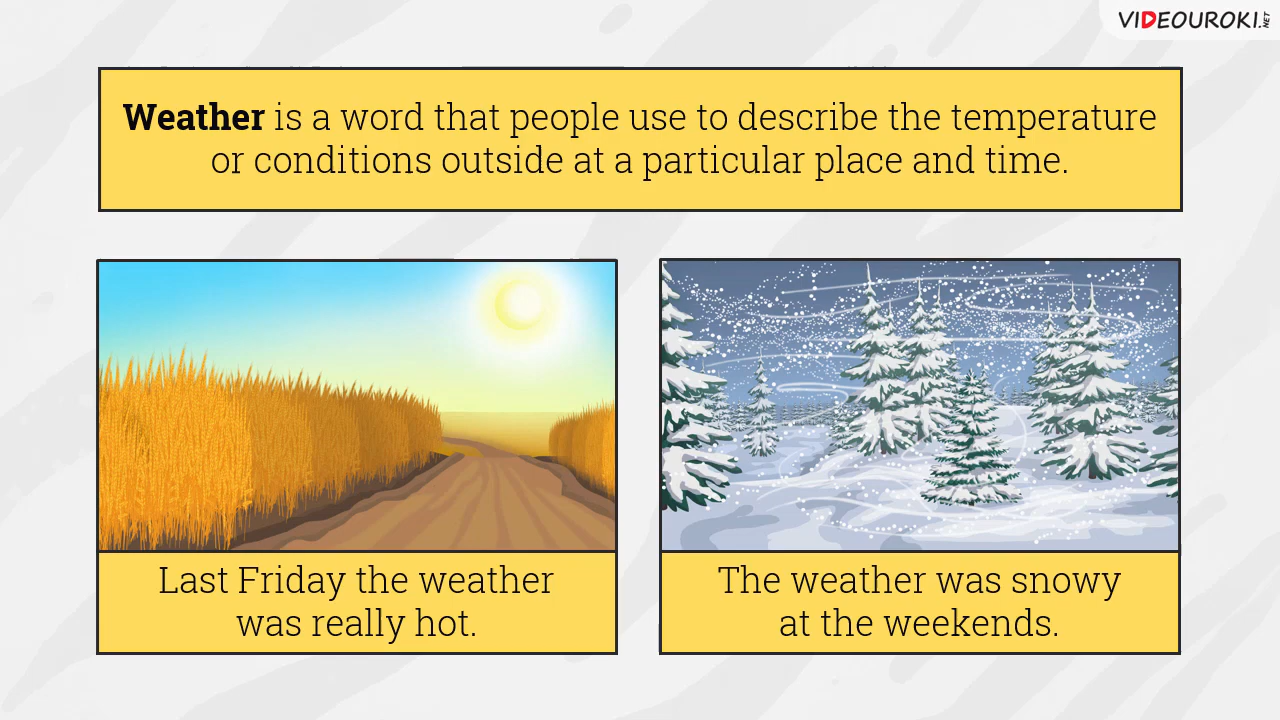 VIDEOUROKI.NET
Weather is a word that people use to describe the temperature
or conditions outside at a particular place and time.
Last Friday the weather
was really hot.
The weather was snowy
at the weekends.